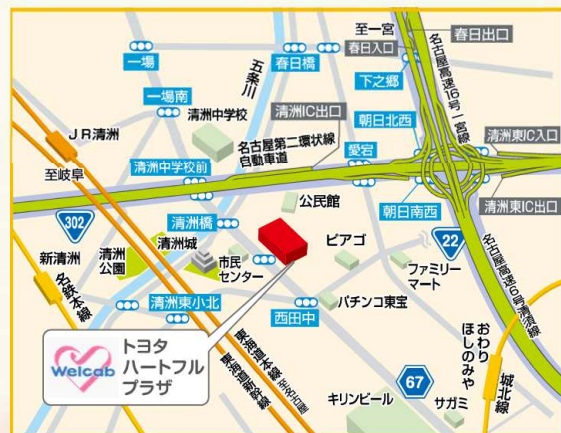 至一宮
春日入口
名古屋高速16号一宮線
春日出口
一場
春日橋
下之郷
五条川
一場南
清洲中学校
清洲IC出口
朝日北西
JR清洲
名古屋第二環状線
自動車道
愛宕
清洲東IC入口
至岐阜
清洲中学校前
302
公民館
朝日南西
清洲東IC出口
清洲橋
新清洲
清洲
公園
清洲城
市民
センター
ピアゴ
22
ファミリー
マート
名古屋高速6号清須線
名鉄本線
清洲東小北
西田中
パチンコ東宝
Welcab
トヨタ
ハートフル
プラザ
東海道本線
至名古屋
東海道新幹線
67
おわり
ほしのみや
城北線
キリンビール
サガミ